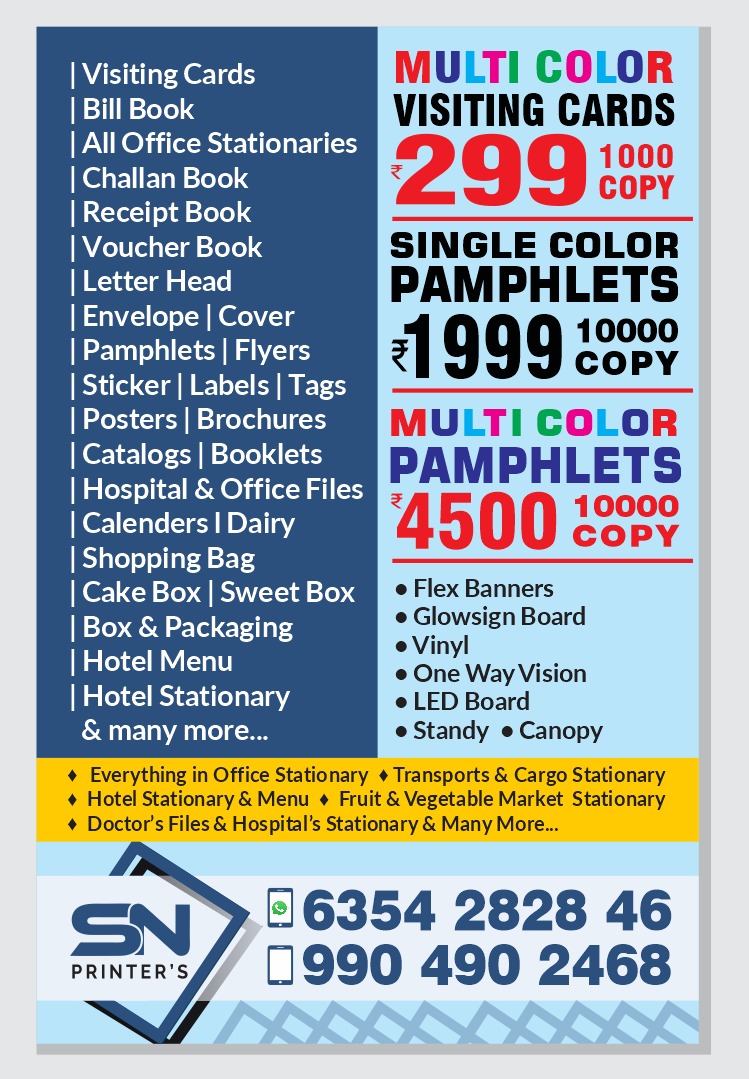 | Visiting Cards
| Bill Book
| All Office Stationaries
| Challan Book
| Receipt Book
| Voucher Book
| Letter Head
| Envelope | Cover
| Pamphlets | Flyers
| Sticker | Labels | Tags
| Posters | Brochures
| Catalogs | Booklets
| Hospital & Office Files
| Calenders I Dairy
| Shopping Bag
| Cake Box | Sweet Box
| Box & Packaging
| Hotel Menu
| Hotel Stationary
& many more...
MULTI COLOR
VISITING CARDS
₹299 1000
COPY
SINGLE COLOR
PAMPHLETS
₹1999 10000
COPY
MULTI COLOR
PAMPHLETS
₹4500 10000
COPY
• Flex Banners
• Glowsign Board
• Vinyl
• One Way Vision
• LED Board
• Standy • Canopy
♦ Everything in Office Stationary ♦ Transports & Cargo Stationary
♦ Hotel Stationary & Menu ♦ Fruit & Vegetable Market Stationary
♦ Doctor's Files & Hospital's Stationary & Many More...
SN
PRINTER'S
6354 2828 46
990 490 2468